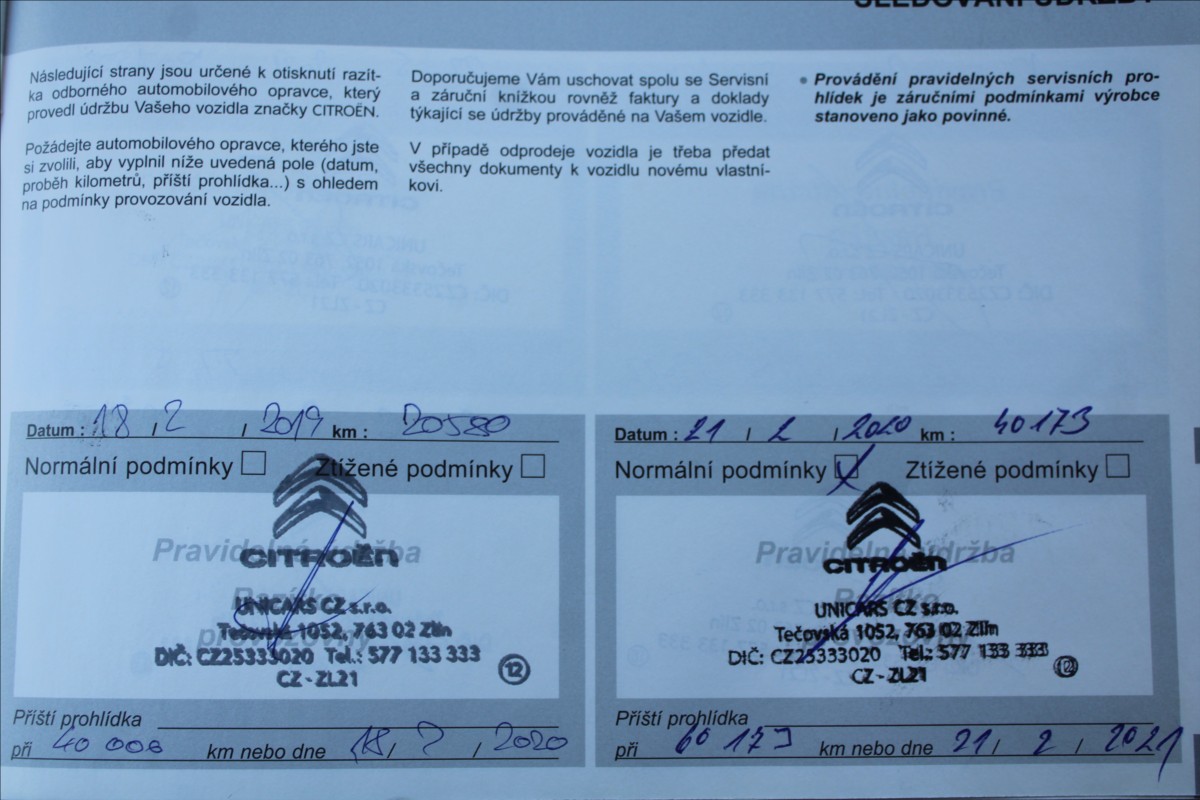 SLEDOVÁNÍ ÚDRŽBY
Následující strany jsou určené k otisknutí razít-
ka odborného automobilového opravce, který
provedl údržbu Vašeho vozidla značky CITROËN.
Požádejte automobilového opravce, kterého jste
si zvolili, aby vyplnil níže uvedená pole (datum,
proběh kilometrů, příští prohlídka...) s ohledem
na podmínky provozování vozidla.
Doporučujeme Vám uschovat spolu se Servisní
a záruční knížkou rovněž faktury a doklady
týkající se údržby prováděné na Vašem vozidle.
V případě odprodeje vozidla je třeba předat
všechny dokumenty k vozidlu novému vlastní-
kovi.
• Provádění pravidelných servisních pro-
hlídek je záručními podmínkami výrobce
stanoveno jako povinné.
Datum : 18 / 2 / 2019 km : 20580
Normální podmínky Ztížené podmínky
Pravidelná údržba
CITROËN
Razítko
UNICARS CZ s.r.o.
provozovny
Tečovská 1052, 763 02 Zlín
DIČ: CZ25333020 Tel.: 577 133 333
CZ - ZL21
12
Příští prohlídka
při 40 000 km nebo dne 18 / 2 / 2020
Datum : 21 / 2 / 2020 km : 40173
Normální podmínky Ztížené podmínky
Pravidelná údržba
CITROËN
Razítko
UNICARS CZ s.r.o.
provozovny
Tečovská 1052, 763 02 Zlín
DIČ: CZ25333020 Tel.: 577 133 333
CZ - ZL21
12
Příští prohlídka
při 60 173 km nebo dne 21 / 2 / 2021